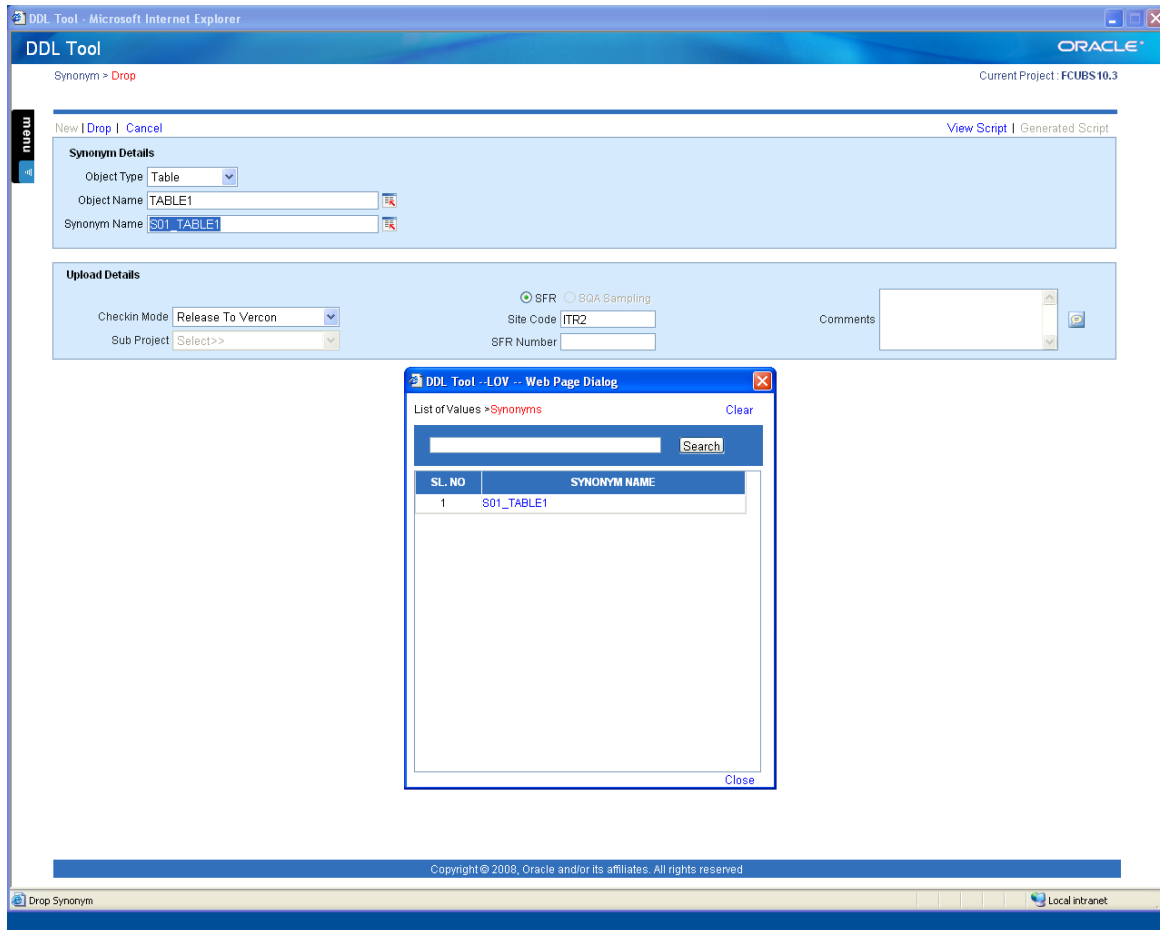 DDL Tool - Microsoft Internet Explorer
DDL Tool
ORACLE
Synonym > Drop
Current Project : FCUBS10.3
menu
New | Drop | Cancel
View Script | Generated Script
Synonym Details
Object Type Table
Object Name TABLE1
Synonym Name S01_TABLE1
Upload Details
SFR SQA Sampling
Checkin Mode Release To Vercon
Site Code ITR2
Comments
Sub Project Select>>
SFR Number
DDL Tool --LOV -- Web Page Dialog
List of Values >Synonyms
Clear
Search
SL. NO SYNONYM NAME
1 S01_TABLE1
Close
Copyright © 2008, Oracle and/or its affiliates. All rights reserved
Drop Synonym
Local intranet